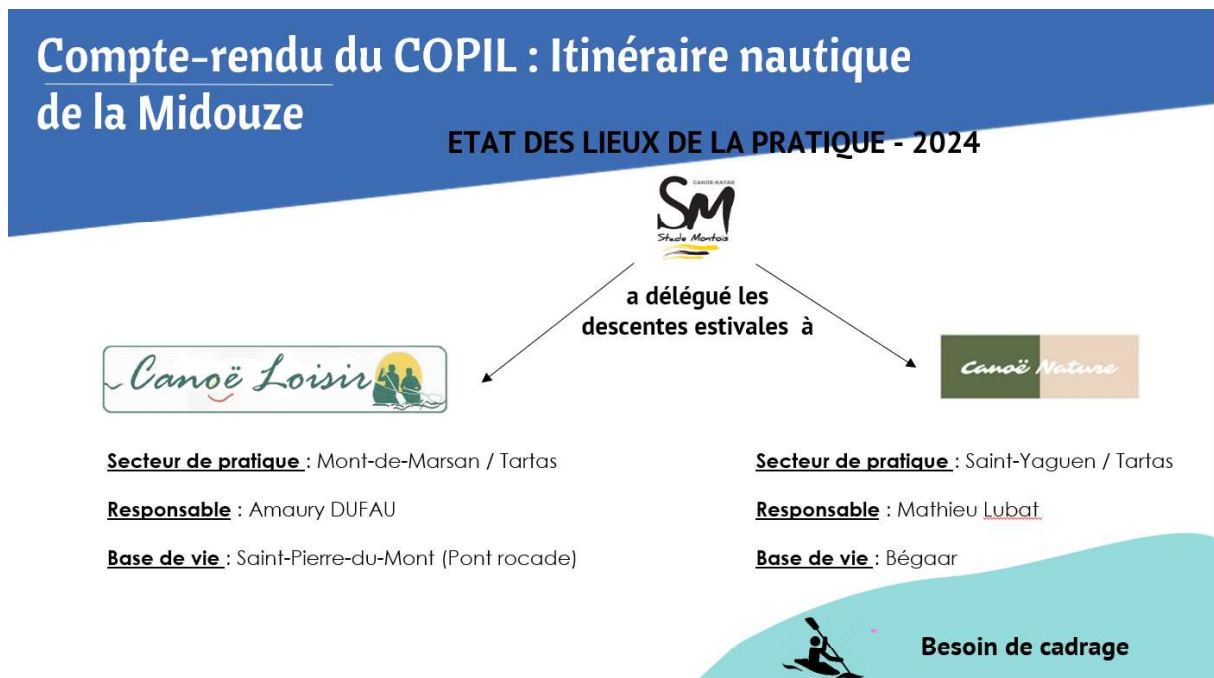 Compte-rendu du COPIL : Itinéraire nautique
de la Midouze
ETAT DES LIEUX DE LA PRATIQUE - 2024
CANOE-KAYAK
SM
Stade Montois
a délégué les
descentes estivales à
Canoë Loisir
Canoë Nature
Secteur de pratique : Mont-de-Marsan / Tartas
Responsable : Amaury DUFAU
Base de vie : Saint-Pierre-du-Mont (Pont rocade)
Secteur de pratique : Saint-Yaguen / Tartas
Responsable : Mathieu Lubat
Base de vie : Bégaar
Besoin de cadrage